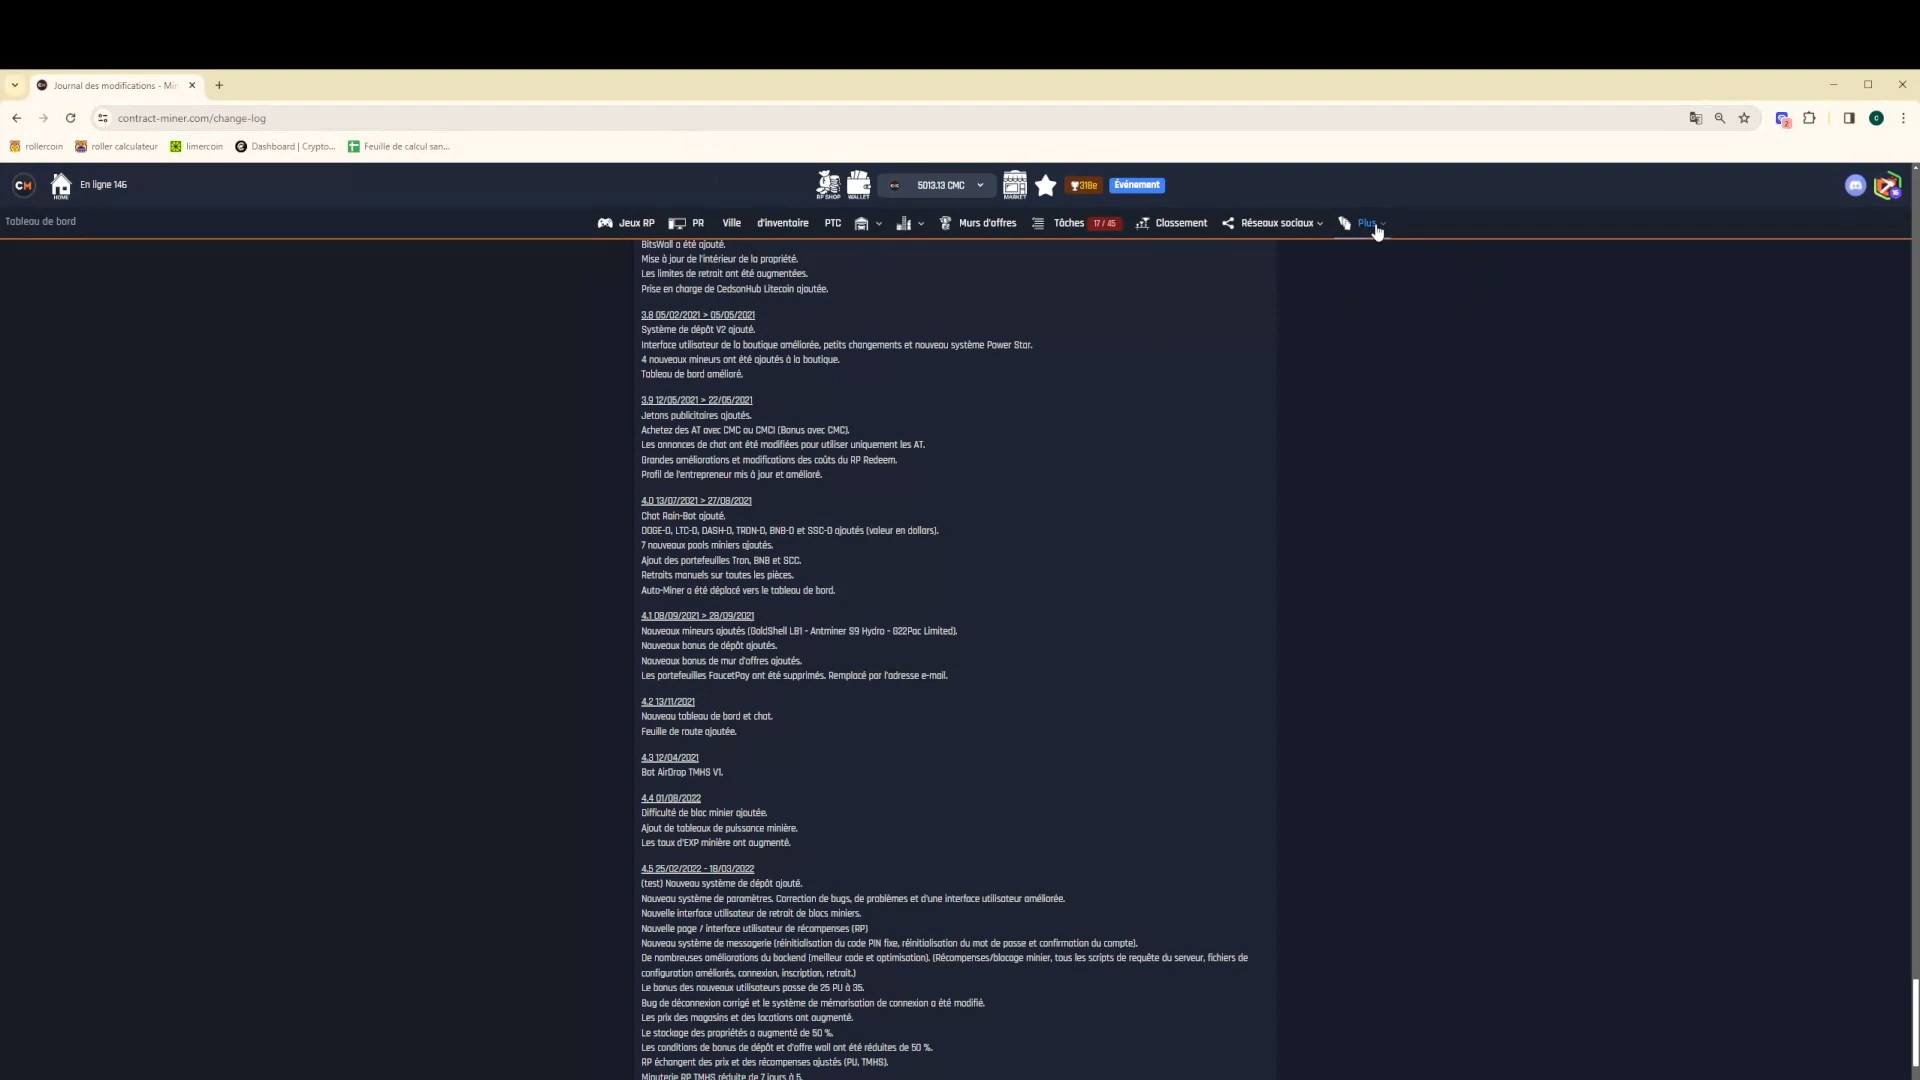 Journal des modifications - Min
contract-miner.com/change-log
2
c
rollercoin
roller calculateur
limercoin
Dashboard | Crypto...
Feuille de calcul san...
CM
HOME
En ligne 146
RP SHOP
WALLET
5013.13 CMC
MARKET
318e
Événement
16
Tableau de bord
Jeux RP
PR
Ville
d'inventaire
PTC
Murs d'offres
Tâches
17 / 45
Classement
Réseaux sociaux
Plus
BitsWall a été ajouté.
Mise à jour de l'intérieur de la propriété.
Les limites de retrait ont été augmentées.
Prise en charge de CedsonHub Litecoin ajoutée.
3.8 05/02/2021 > 05/05/2021
Système de dépôt V2 ajouté.
Interface utilisateur de la boutique améliorée, petits changements et nouveau système Power Star.
4 nouveaux mineurs ont été ajoutés à la boutique.
Tableau de bord amélioré.
3.9 12/05/2021 > 22/05/2021
Jetons publicitaires ajoutés.
Achetez des AT avec CMC ou CMCI (Bonus avec CMC).
Les annonces de chat ont été modifiées pour utiliser uniquement les AT.
Grandes améliorations et modifications des coûts du RP Redeem.
Profil de l'entrepreneur mis à jour et amélioré.
4.0 13/07/2021 > 27/08/2021
Chat Rain-Bot ajouté.
DOGE-D, LTC-D, DASH-D, TRON-D, BNB-D et SSC-D ajoutés (valeur en dollars).
7 nouveaux pools miniers ajoutés.
Ajout des portefeuilles Tron, BNB et SCC.
Retraits manuels sur toutes les pièces.
Auto-Miner a été déplacé vers le tableau de bord.
4.1 08/09/2021 > 28/09/2021
Nouveaux mineurs ajoutés (GoldShell LB1 - Antminer S9 Hydro - G22Pac Limited).
Nouveaux bonus de dépôt ajoutés.
Nouveaux bonus de mur d'offres ajoutés.
Les portefeuilles FaucetPay ont été supprimés. Remplacé par l'adresse e-mail.
4.2 13/11/2021
Nouveau tableau de bord et chat.
Feuille de route ajoutée.
4.3 12/04/2021
Bot AirDrop TMHS V1.
4.4 01/08/2022
Difficulté de bloc minier ajoutée.
Ajout de tableaux de puissance minière.
Les taux d'EXP minière ont augmenté.
4.5 25/02/2022 - 18/03/2022
(test) Nouveau système de dépôt ajouté.
Nouveau système de paramètres. Correction de bugs, de problèmes et d'une interface utilisateur améliorée.
Nouvelle interface utilisateur de retrait de blocs miniers.
Nouvelle page / interface utilisateur de récompenses (RP)
Nouveau système de messagerie (réinitialisation du code PIN fixe, réinitialisation du mot de passe et confirmation du compte).
De nombreuses améliorations du backend (meilleur code et optimisation). (Récompenses/blocage minier, tous les scripts de requête du serveur, fichiers de
configuration améliorés, connexion, inscription, retrait.)
Le bonus des nouveaux utilisateurs passe de 25 PU à 35.
Bug de déconnexion corrigé et le système de mémorisation de connexion a été modifié.
Les prix des magasins et des locations ont augmenté.
Le stockage des propriétés a augmenté de 50 %.
Les conditions de bonus de dépôt et d'offre wall ont été réduites de 50 %.
RP échangent des prix et des récompenses ajustés (PU, TMHS).
Minuterie RP TMHS réduite de 7 jours à 5.